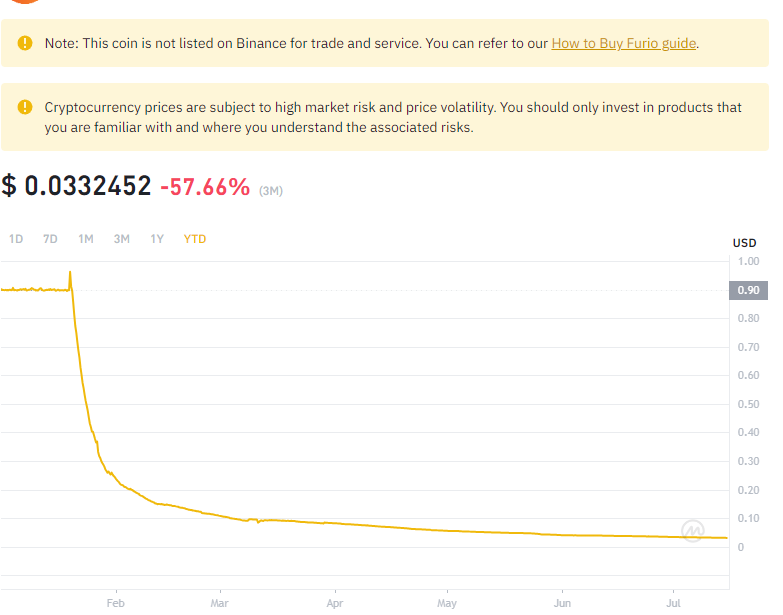 Note: This coin is not listed on Binance for trade and service. You can refer to our How to Buy Furio guide.
Cryptocurrency prices are subject to high market risk and price volatility. You should only invest in products that
you are familiar with and where you understand the associated risks.
$ 0.0332452 -57.66% (3M)
1D 7D 1M 3M 1Y YTD
USD
1.00
0.90
0.80
0.70
0.60
0.50
0.40
0.30
0.20
0.10
0
Feb Mar Apr May Jun Jul